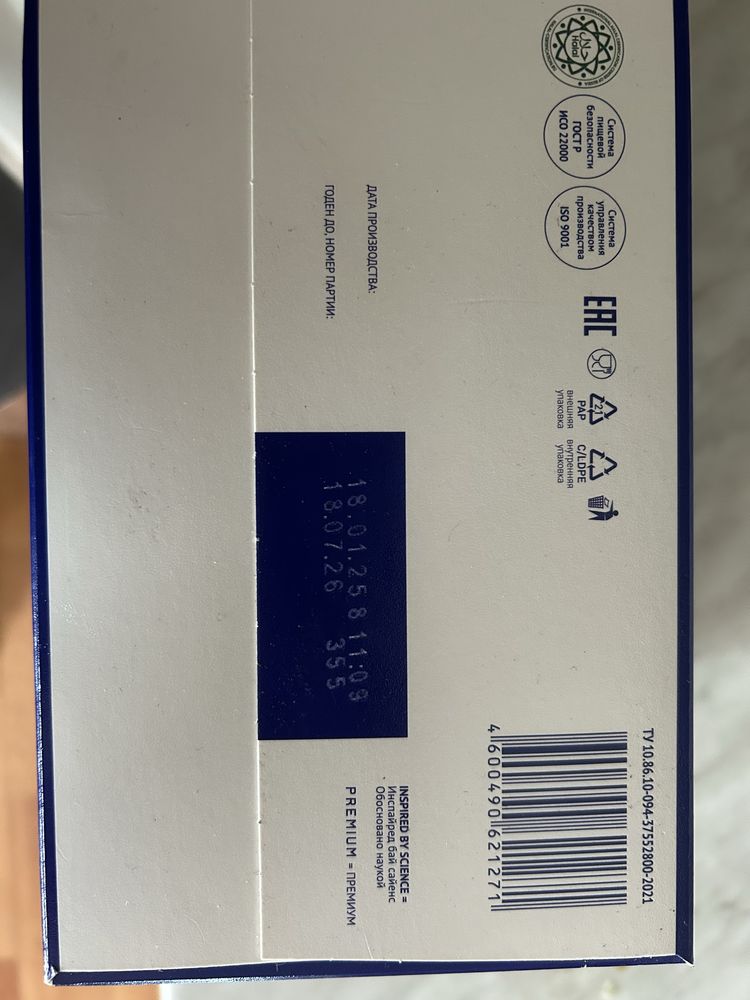 حلال
Halal
Система
пищевой
безопасности
ГОСТ Р
ИСО 22000
Система
управления
качеством
производства
ISO 9001
EAC
21
PAP
внешняя
упаковка
C/LDPE
внутренняя
упаковка
ДАТА ПРОИЗВОДСТВА:
ГОДЕН ДО, НОМЕР ПАРТИИ:
18.01.25 8 11:09
18.07.26 355
ТУ 10.86.10-094-37552800-2021
4 600490 621271
INSPIRED BY SCIENCE =
Инспайред бай сайенс
Обосновано наукой
PREMIUM = ПРЕМИУМ